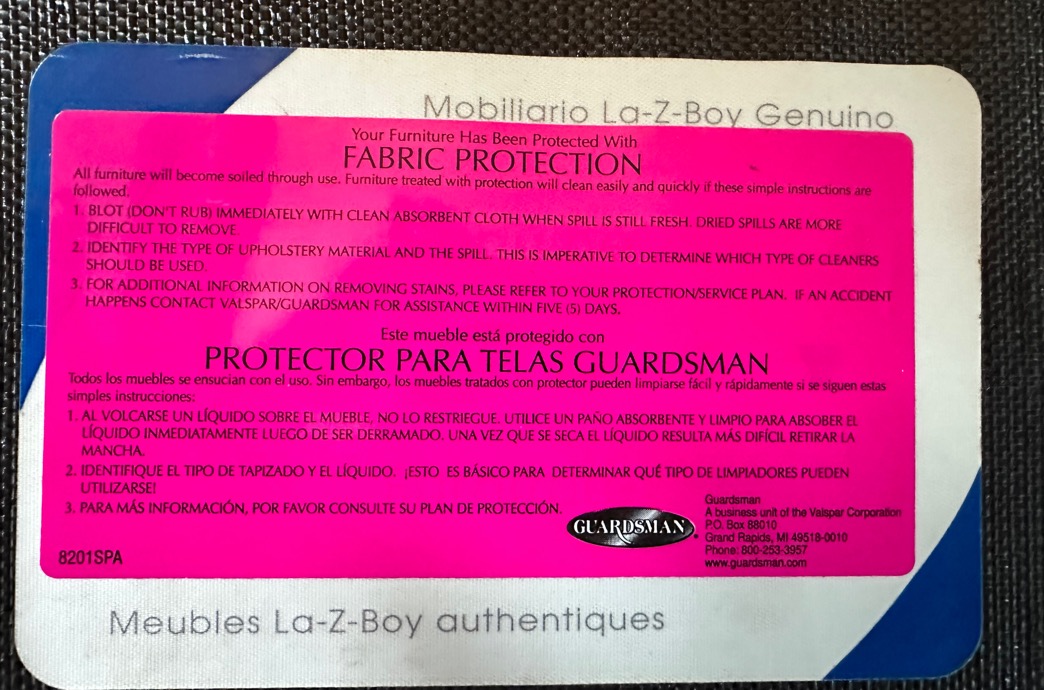 Mobiliario La-Z-Boy Genuino
Your Furniture Has Been Protected With
FABRIC PROTECTION
All furniture will become soiled through use. Furniture treated with protection will clean easily and quickly if these simple instructions are
followed.
1. BLOT (DON'T RUB) IMMEDIATELY WITH CLEAN ABSORBENT CLOTH WHEN SPILL IS STILL FRESH. DRIED SPILLS ARE MORE
DIFFICULT TO REMOVE.
2. IDENTIFY THE TYPE OF UPHOLSTERY MATERIAL AND THE SPILL. THIS IS IMPERATIVE TO DETERMINE WHICH TYPE OF CLEANERS
SHOULD BE USED.
3. FOR ADDITIONAL INFORMATION ON REMOVING STAINS, PLEASE REFER TO YOUR PROTECTION/SERVICE PLAN. IF AN ACCIDENT
HAPPENS CONTACT VALSPAR/GUARDSMAN FOR ASSISTANCE WITHIN FIVE (5) DAYS.
Este mueble está protegido con
PROTECTOR PARA TELAS GUARDSMAN
Todos los muebles se ensucian con el uso. Sin embargo, los muebles tratados con protector pueden limpiarse fácil y rápidamente si se siguen estas
simples instrucciones:
1. AL VOLCARSE UN LÍQUIDO SOBRE EL MUEBLE, NO LO RESTRIEGUE. UTILICE UN PAÑO ABSORBENTE Y LIMPIO PARA ABSOBER EL
LÍQUIDO INMEDIATAMENTE LUEGO DE SER DERRAMADO. UNA VEZ QUE SE SECA EL LÍQUIDO RESULTA MÁS DIFÍCIL RETIRAR LA
MANCHA.
2. IDENTIFIQUE EL TIPO DE TAPIZADO Y EL LÍQUIDO. ¡ESTO ES BÁSICO PARA DETERMINAR QUÉ TIPO DE LIMPIADORES PUEDEN
UTILIZARSE!
3. PARA MÁS INFORMACIÓN, POR FAVOR CONSULTE SU PLAN DE PROTECCIÓN.
GUARDSMAN
Guardsman
A business unit of the Valspar Corporation
P.O. Box 88010
Grand Rapids, MI 49518-0010
Phone: 800-253-3957
www.guardsman.com
8201SPA
Meubles La-Z-Boy authentiques